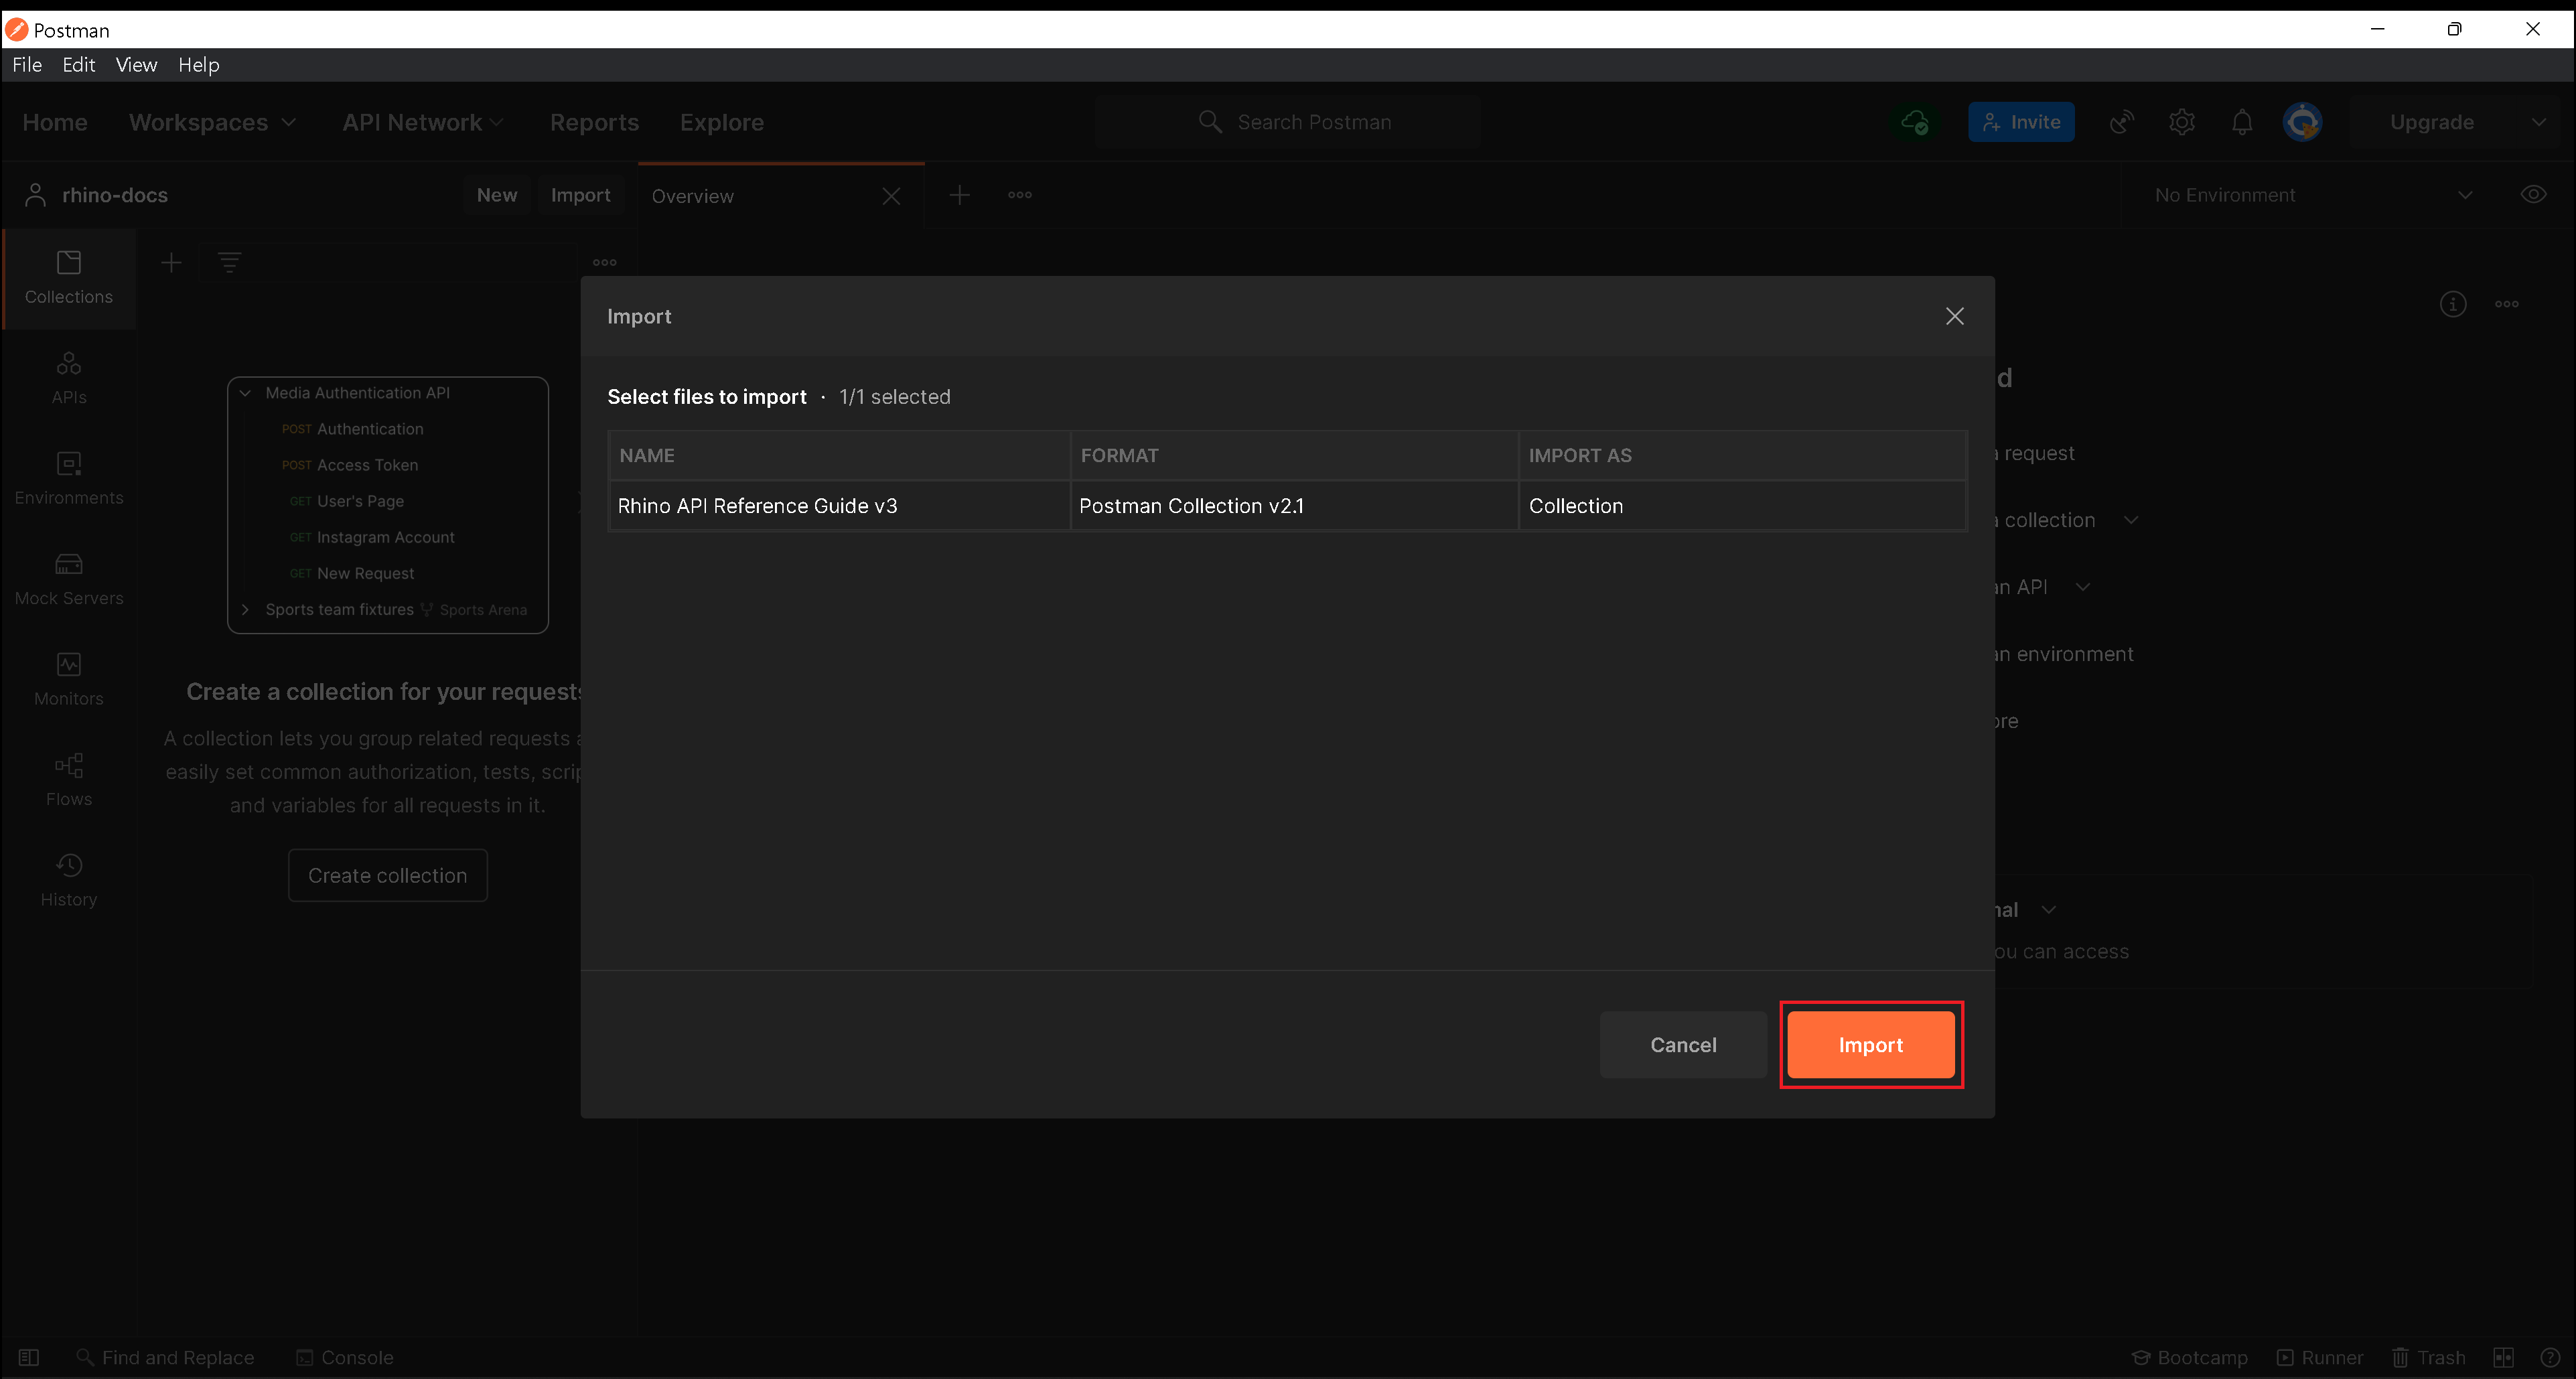 Postman
File Edit View Help
Home Workspaces API Network Reports Explore Search Postman Invite Upgrade
rhino-docs New Import Overview No Environment
Collections
APIs
Environments
Mock Servers
Monitors
Flows
History
Media Authentication API
POST Authentication
POST Access Token
GET User's Page
GET Instagram Account
GET New Request
Sports team fixtures Sports Arena
Create a collection for your requests
A collection lets you group related requests
easily set common authorization, tests,
and variables for all requests in it.
Create collection
Import
Select files to import · 1/1 selected
NAME FORMAT IMPORT AS
Rhino API Reference Guide v3 Postman Collection v2.1 Collection
Cancel Import
request
collection
API
environment
can access
Find and Replace Console Bootcamp Runner Trash